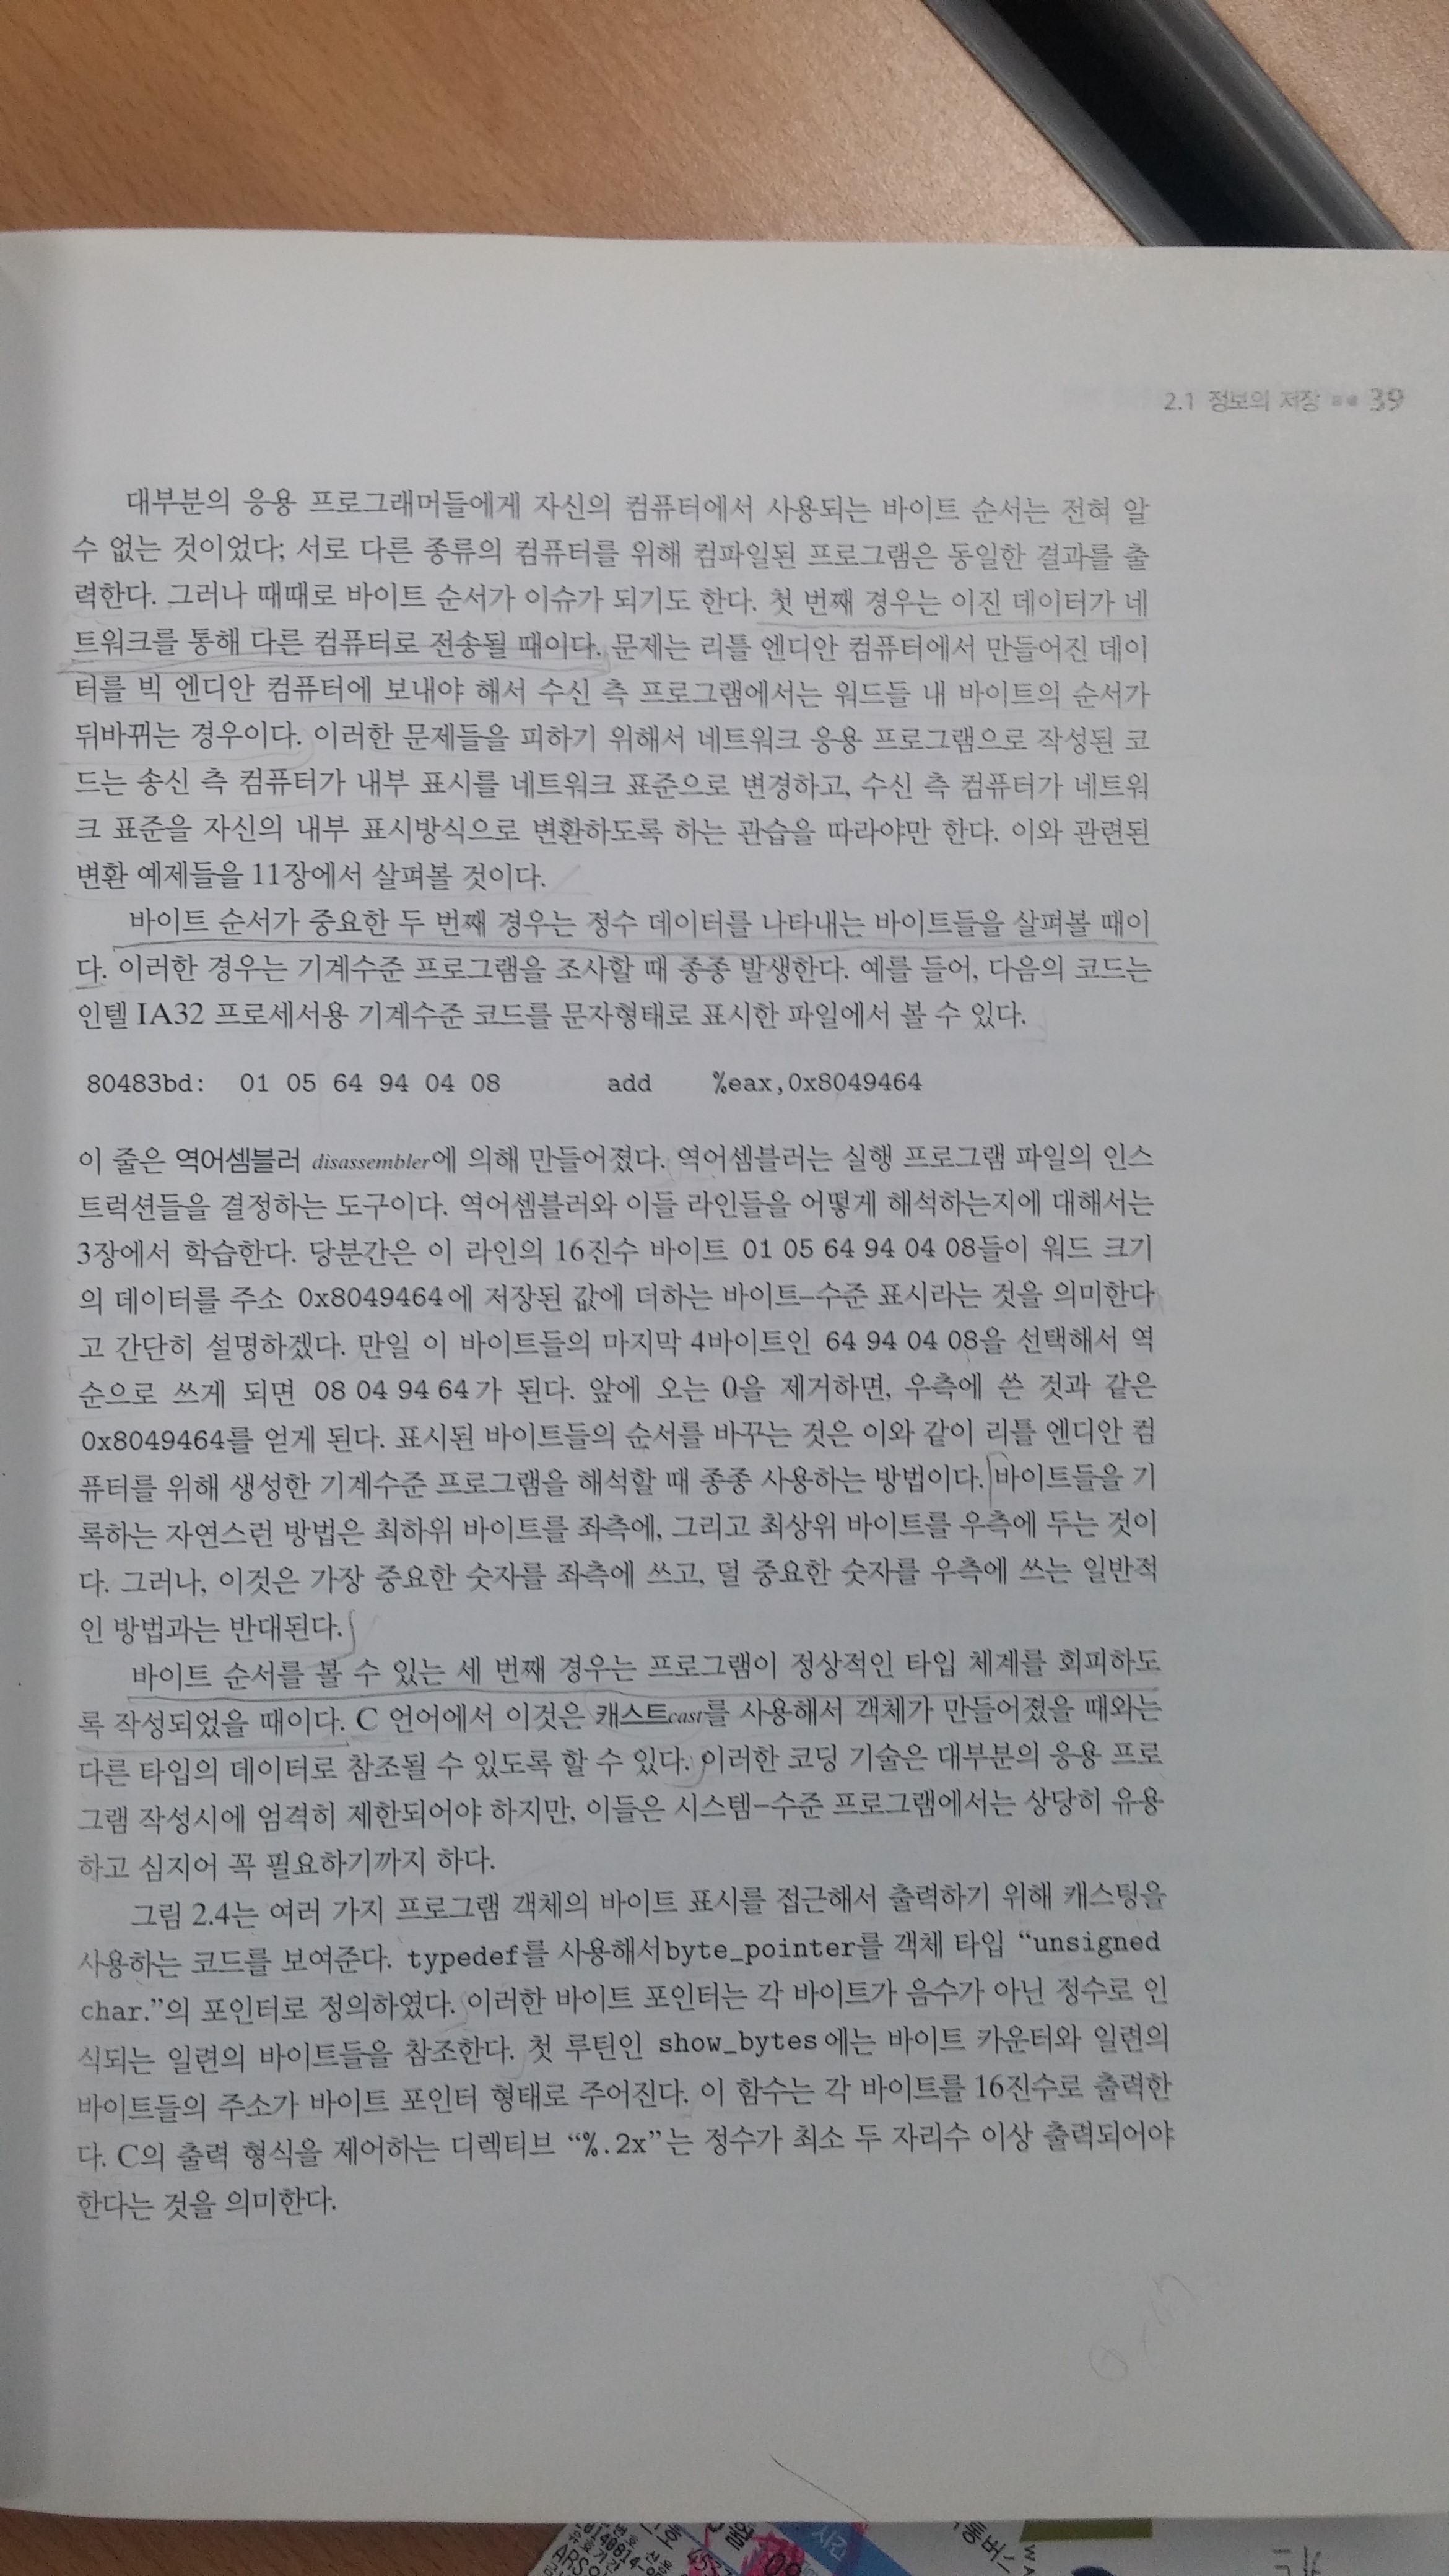 2.1 정보의 저장 39
대부분의 응용 프로그래머들에게 자신의 컴퓨터에서 사용되는 바이트 순서는 전혀 알
수 없는 것이었다; 서로 다른 종류의 컴퓨터를 위해 컴파일된 프로그램은 동일한 결과를 출
력한다. 그러나 때때로 바이트 순서가 이슈가 되기도 한다. 첫 번째 경우는 이진 데이터가 네
트워크를 통해 다른 컴퓨터로 전송될 때이다. 문제는 리틀 엔디안 컴퓨터에서 만들어진 데이
터를 빅 엔디안 컴퓨터에 보내야 해서 수신 측 프로그램에서는 워드들 내 바이트의 순서가
뒤바뀌는 경우이다. 이러한 문제들을 피하기 위해서 네트워크 응용 프로그램으로 작성된 코
드는 송신 측 컴퓨터가 내부 표시를 네트워크 표준으로 변경하고, 수신 측 컴퓨터가 네트워
크 표준을 자신의 내부 표시방식으로 변환하도록 하는 관습을 따라야만 한다. 이와 관련된
변환 예제들을 11장에서 살펴볼 것이다.
바이트 순서가 중요한 두 번째 경우는 정수 데이터를 나타내는 바이트들을 살펴볼 때이
다. 이러한 경우는 기계수준 프로그램을 조사할 때 종종 발생한다. 예를 들어, 다음의 코드는
인텔 IA32 프로세서용 기계수준 코드를 문자형태로 표시한 파일에서 볼 수 있다.
80483bd: 01 05 64 94 04 08 add %eax,0x8049464
이 줄은 역어셈블러 disassembler에 의해 만들어졌다. 역어셈블러는 실행 프로그램 파일의 인스
트럭션들을 결정하는 도구이다. 역어셈블러와 이들 라인들을 어떻게 해석하는지에 대해서는
3장에서 학습한다. 당분간은 이 라인의 16진수 바이트 01 05 64 94 04 08들이 워드 크기
의 데이터를 주소 0x8049464에 저장된 값에 더하는 바이트-수준 표시라는 것을 의미한다
고 간단히 설명하겠다. 만일 이 바이트들의 마지막 4바이트인 64 94 04 08을 선택해서 역
순으로 쓰게 되면 08 04 94 64가 된다. 앞에 오는 0을 제거하면, 우측에 쓴 것과 같은
0x8049464를 얻게 된다. 표시된 바이트들의 순서를 바꾸는 것은 이와 같이 리틀 엔디안 컴
퓨터를 위해 생성한 기계수준 프로그램을 해석할 때 종종 사용하는 방법이다. 바이트들을 기
록하는 자연스런 방법은 최하위 바이트를 좌측에, 그리고 최상위 바이트를 우측에 두는 것이
다. 그러나, 이것은 가장 중요한 숫자를 좌측에 쓰고, 덜 중요한 숫자를 우측에 쓰는 일반적
인 방법과는 반대된다.
바이트 순서를 볼 수 있는 세 번째 경우는 프로그램이 정상적인 타입 체계를 회피하도
록 작성되었을 때이다. C 언어에서 이것은 캐스트cast를 사용해서 객체가 만들어졌을 때와는
다른 타입의 데이터로 참조될 수 있도록 할 수 있다. 이러한 코딩 기술은 대부분의 응용 프로
그램 작성시에 엄격히 제한되어야 하지만, 이들은 시스템-수준 프로그램에서는 상당히 유용
하고 심지어 꼭 필요하기까지 하다.
그림 2.4는 여러 가지 프로그램 객체의 바이트 표시를 접근해서 출력하기 위해 캐스팅을
사용하는 코드를 보여준다. typedef를 사용해서 byte_pointer를 객체 타입 “unsigned
char.”의 포인터로 정의하였다. 이러한 바이트 포인터는 각 바이트가 음수가 아닌 정수로 인
식되는 일련의 바이트들을 참조한다. 첫 루틴인 show_bytes에는 바이트 카운터와 일련의
바이트들의 주소가 바이트 포인터 형태로 주어진다. 이 함수는 각 바이트를 16진수로 출력한
다. C의 출력 형식을 제어하는 디렉티브 “%.2x”는 정수가 최소 두 자리수 이상 출력되어야
한다는 것을 의미한다.
시간